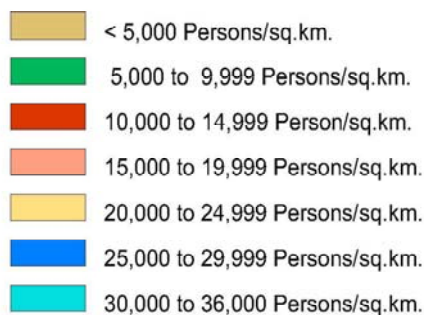 < 5,000 Persons/sq.km.
5,000 to 9,999 Persons/sq.km.
10,000 to 14,999 Person/sq.km.
15,000 to 19,999 Persons/sq.km.
20,000 to 24,999 Persons/sq.km.
25,000 to 29,999 Persons/sq.km.
30,000 to 36,000 Persons/sq.km.